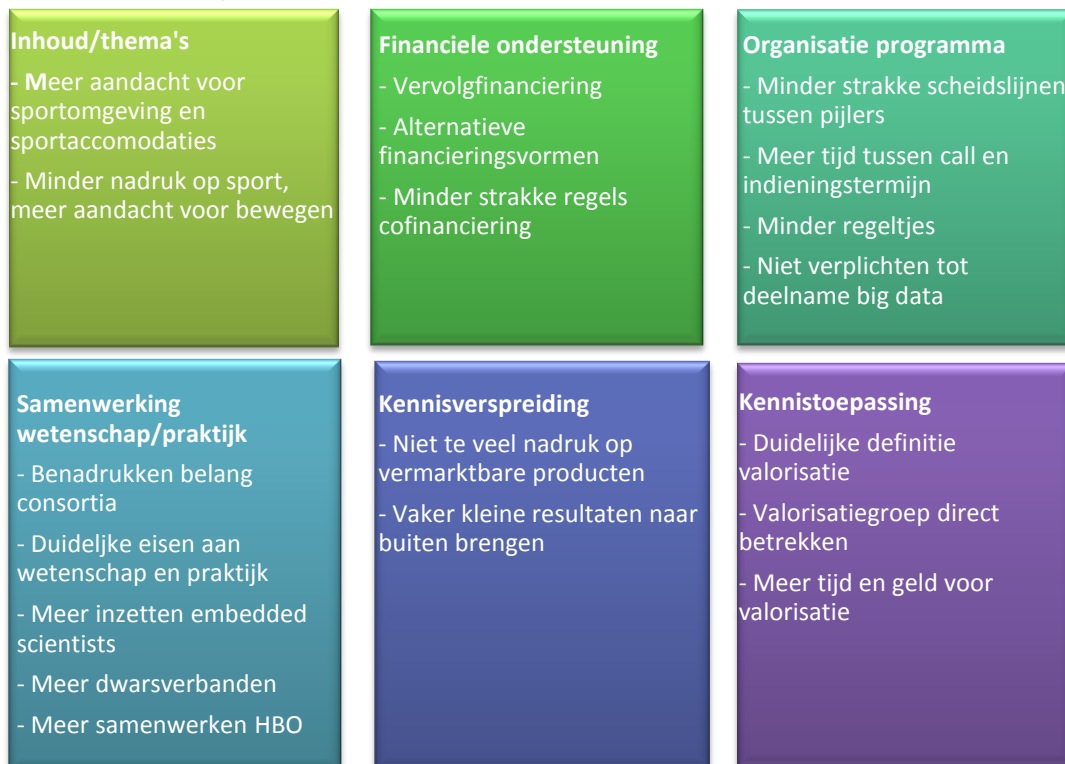 Inhoud/thema's
- Meer aandacht voor
sportomgeving en
sportaccomodaties
- Minder nadruk op sport,
meer aandacht voor bewegen
Financiele ondersteuning
- Vervolgfinanciering
- Alternatieve
financieringsvormen
- Minder strakke regels
cofinanciering
Organisatie programma
- Minder strakke scheidslijnen
tussen pijlers
- Meer tijd tussen call en
indieningstermijn
- Minder regeltjes
- Niet verplichten tot
deelname big data
Samenwerking
wetenschap/praktijk
- Benadrukken belang
consortia
- Duideljke eisen aan
wetenschap en praktijk
- Meer inzetten embedded
scientists
- Meer dwarsverbanden
- Meer samenwerken HBO
Kennisverspreiding
- Niet te veel nadruk op
vermarktbare producten
- Vaker kleine resultaten naar
buiten brengen
Kennistoepassing
- Duidelijke definitie
valorisatie
- Valorisatiegroep direct
betrekken
- Meer tijd en geld voor
valorisatie